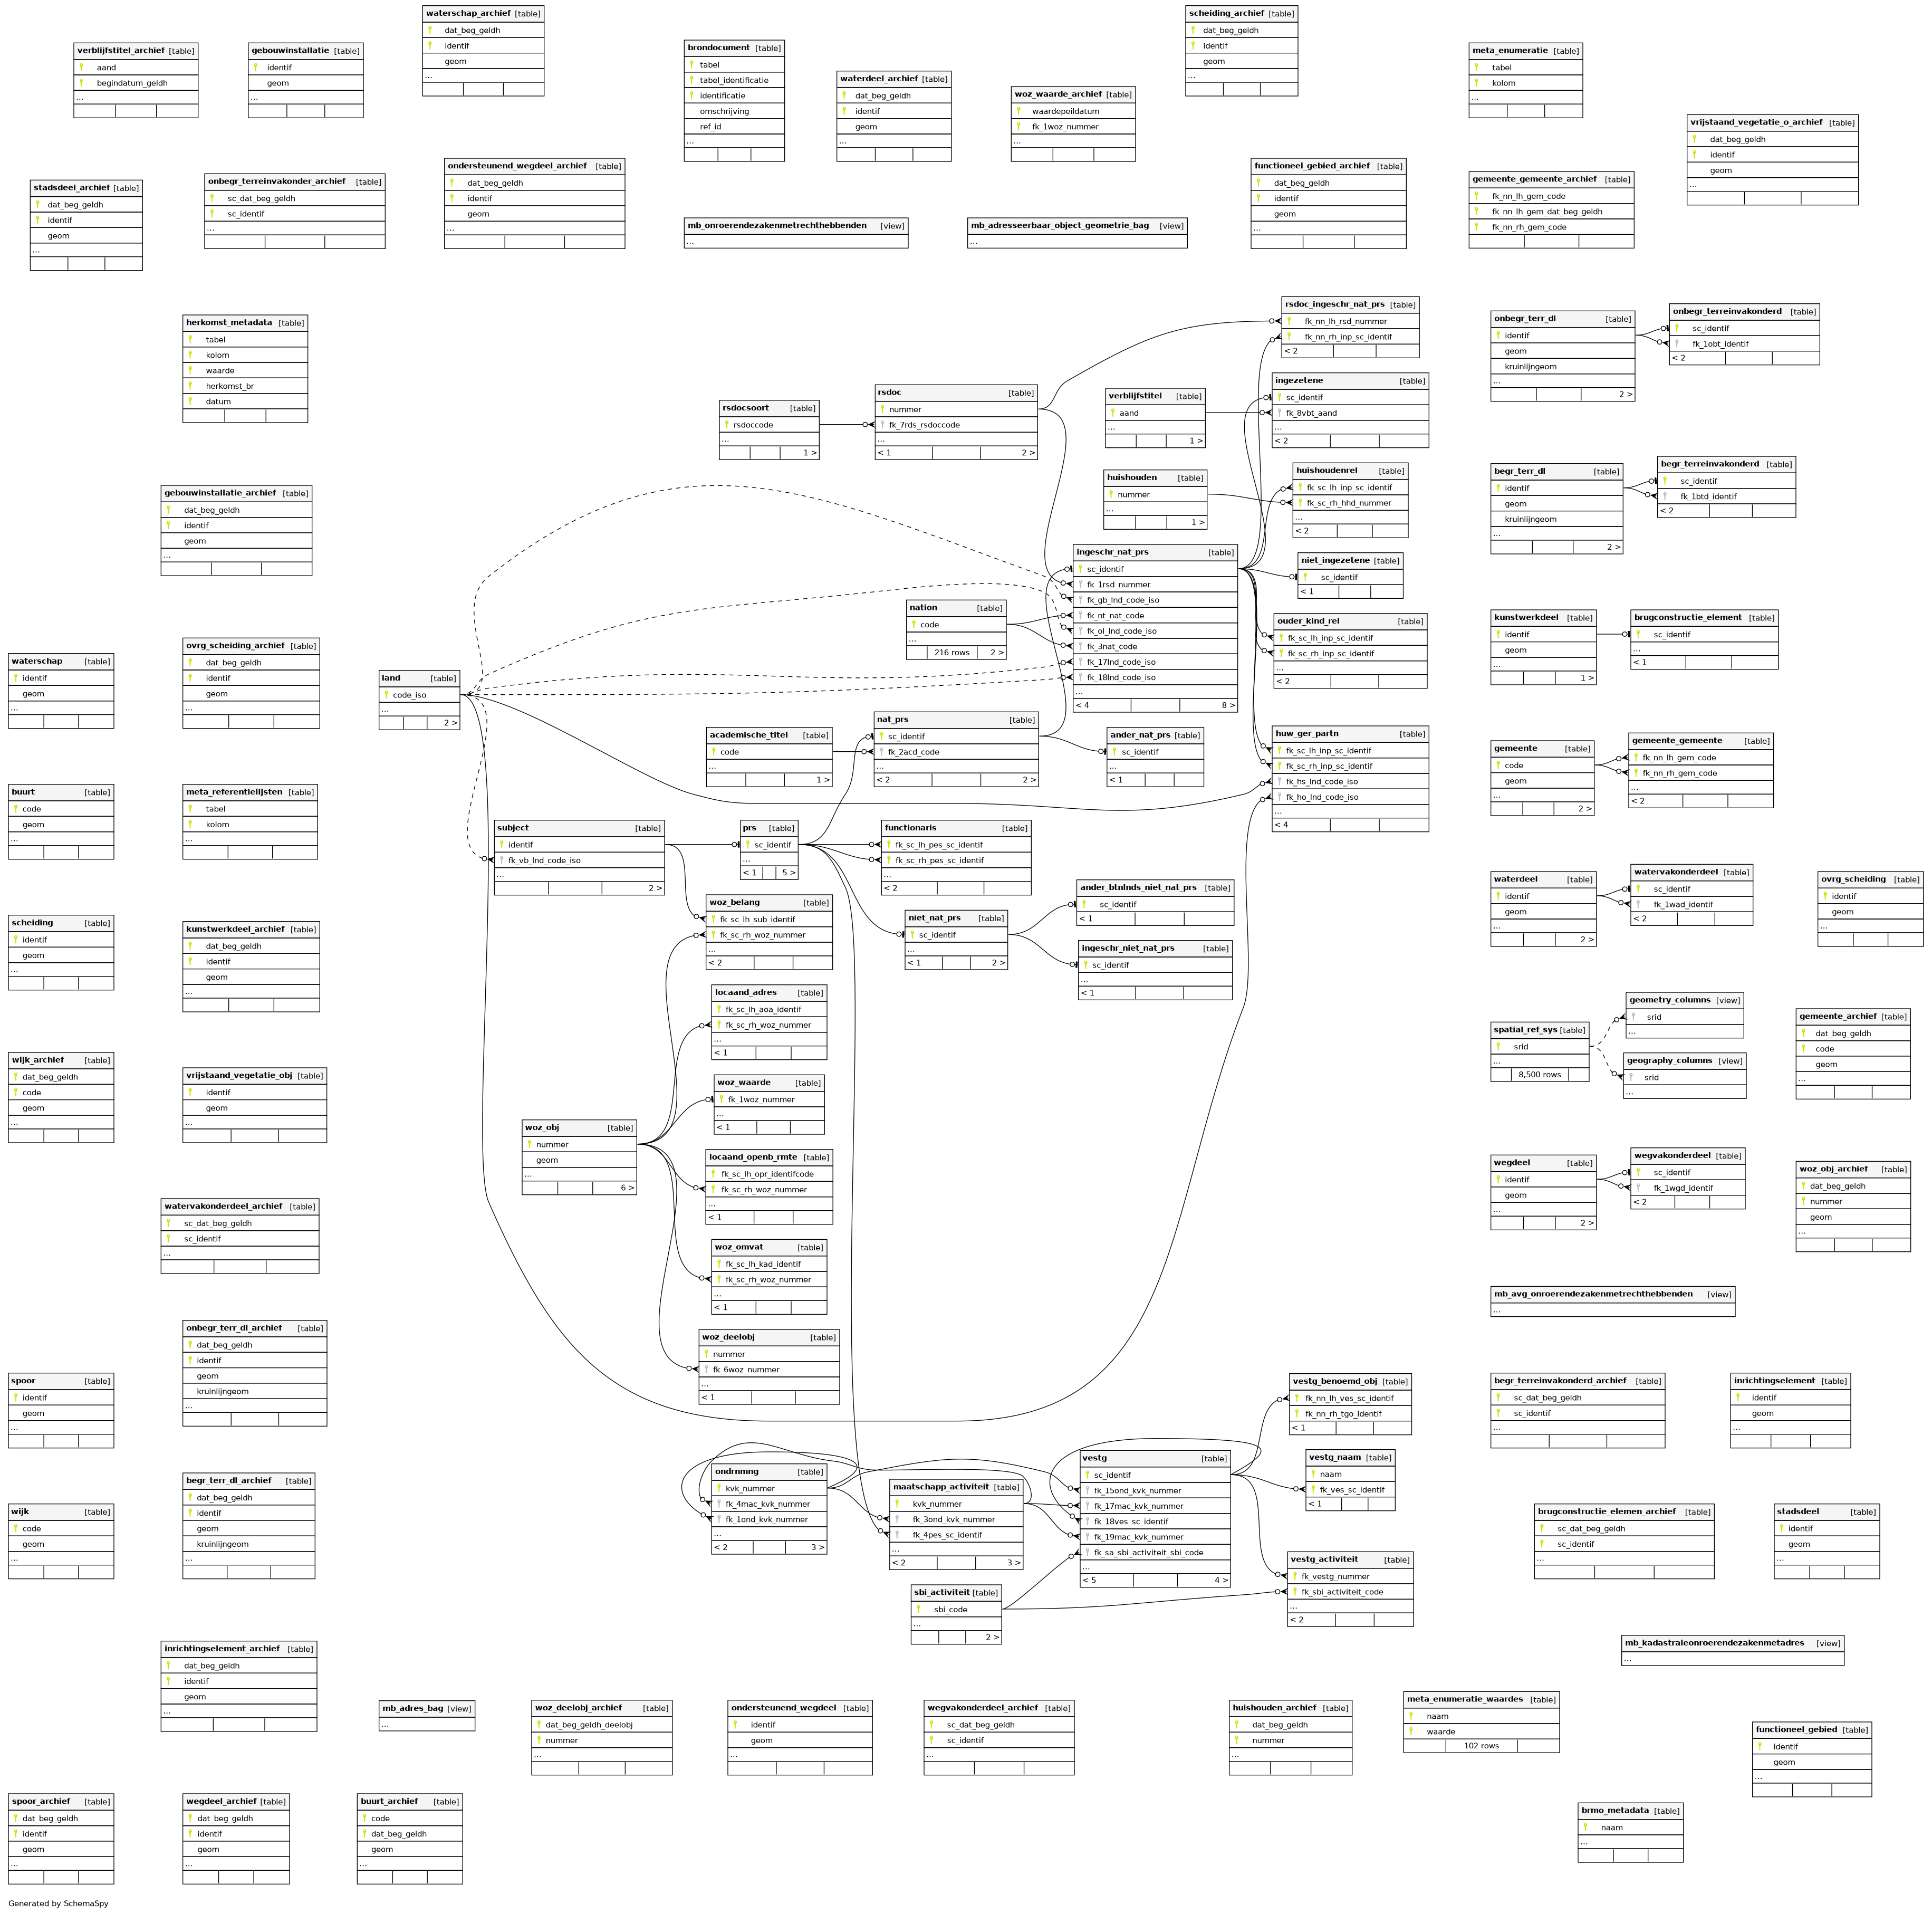 waterschap_archief [table]
dat_beg_geldh
identif
geom
...
scheiding_archief [table]
dat_beg_geldh
identif
geom
...
verblijfstitel_archief [table]
aand
begindatum_geldh
...
gebouwinstallatie [table]
identif
geom
...
brondocument [table]
tabel
tabel_identificatie
identificatie
omschrijving
ref_id
...
waterdeel_archief [table]
dat_beg_geldh
identif
geom
...
woz_waarde_archief [table]
waardepeildatum
fk_1woz_nummer
...
meta_enumeratie [table]
tabel
kolom
...
vrijstaand_vegetatie_o_archief [table]
dat_beg_geldh
identif
geom
...
stadsdeel_archief [table]
dat_beg_geldh
identif
geom
...
onbegr_terreinvakonder_archief [table]
sc_dat_beg_geldh
sc_identif
...
ondersteunend_wegdeel_archief [table]
dat_beg_geldh
identif
geom
...
mb_onroerendezakenmetrechthebbenden [view]
...
mb_adresseerbaar_object_geometrie_bag [view]
...
functioneel_gebied_archief [table]
dat_beg_geldh
identif
geom
...
gemeente_gemeente_archief [table]
fk_nn_lh_gem_code
fk_nn_lh_gem_dat_beg_geldh
fk_nn_rh_gem_code
herkomst_metadata [table]
tabel
kolom
waarde
herkomst_br
datum
rsdoc_ingeschr_nat_prs [table]
fk_nn_lh_rsd_nummer
fk_nn_rh_inp_sc_identif
< 2
onbegr_terr_dl [table]
identif
geom
kruinlijngeom
...
2 >
onbegr_terreinvakonderd [table]
sc_identif
fk_1obt_identif
< 2
rsdocsoort [table]
rsdoccode
...
1 >
rsdoc [table]
nummer
fk_7rds_rsdoccode
...
< 1 2 >
verblijfstitel [table]
aand
...
1 >
ingezetene [table]
sc_identif
fk_8vbt_aand
...
< 2
gebouwinstallatie_archief [table]
dat_beg_geldh
identif
geom
...
huishouden [table]
nummer
...
1 >
huishoudenrel [table]
fk_sc_lh_inp_sc_identif
fk_sc_rh_hhd_nummer
...
< 2
begr_terr_dl [table]
identif
geom
kruinlijngeom
...
2 >
begr_terreinvakonderd [table]
sc_identif
fk_1btd_identif
< 2
ingeschr_nat_prs [table]
sc_identif
fk_1rsd_nummer
fk_gb_lnd_code_iso
fk_nt_nat_code
fk_ol_lnd_code_iso
fk_3nat_code
fk_17lnd_code_iso
fk_18lnd_code_iso
...
< 4 8 >
niet_ingezetene [table]
sc_identif
< 1
nation [table]
code
...
216 rows 2 >
ouder_kind_rel [table]
fk_sc_lh_inp_sc_identif
fk_sc_rh_inp_sc_identif
...
< 2
kunstwerkdeel [table]
identif
geom
...
1 >
brugconstructie_element [table]
sc_identif
...
< 1
waterschap [table]
identif
geom
...
ovrg_scheiding_archief [table]
dat_beg_geldh
identif
geom
...
land [table]
code_iso
...
2 >
academische_titel [table]
code
...
1 >
nat_prs [table]
sc_identif
fk_2acd_code
...
< 2 2 >
ander_nat_prs [table]
sc_identif
...
< 1
huw_ger_partn [table]
fk_sc_lh_inp_sc_identif
fk_sc_rh_inp_sc_identif
fk_hs_lnd_code_iso
fk_ho_lnd_code_iso
...
< 4
gemeente [table]
code
geom
...
2 >
gemeente_gemeente [table]
fk_nn_lh_gem_code
fk_nn_rh_gem_code
...
< 2
buurt [table]
code
geom
...
meta_referentielijsten [table]
tabel
kolom
...
subject [table]
identif
fk_vb_lnd_code_iso
...
2 >
prs [table]
sc_identif
...
< 1 5 >
functionaris [table]
fk_sc_lh_pes_sc_identif
fk_sc_rh_pes_sc_identif
...
< 2
woz_belang [table]
fk_sc_lh_sub_identif
fk_sc_rh_woz_nummer
...
< 2
niet_nat_prs [table]
sc_identif
...
< 1 2 >
ander_btnlnds_niet_nat_prs [table]
sc_identif
< 1
ingeschr_niet_nat_prs [table]
sc_identif
...
< 1
waterdeel [table]
identif
geom
...
2 >
watervakonderdeel [table]
sc_identif
fk_1wad_identif
< 2
ovrg_scheiding [table]
identif
geom
...
scheiding [table]
identif
geom
...
kunstwerkdeel_archief [table]
dat_beg_geldh
identif
geom
...
locaand_adres [table]
fk_sc_lh_aoa_identif
fk_sc_rh_woz_nummer
...
< 1
spatial_ref_sys [table]
srid
...
8,500 rows
geometry_columns [view]
srid
...
geography_columns [view]
srid
...
gemeente_archief [table]
dat_beg_geldh
code
geom
...
wijk_archief [table]
dat_beg_geldh
code
geom
...
vrijstaand_vegetatie_obj [table]
identif
geom
...
woz_waarde [table]
fk_1woz_nummer
...
< 1
woz_obj [table]
nummer
geom
...
6 >
locaand_openb_rmte [table]
fk_sc_lh_opr_identifcode
fk_sc_rh_woz_nummer
...
< 1
wegdeel [table]
identif
geom
...
2 >
wegvakonderdeel [table]
sc_identif
fk_1wgd_identif
< 2
woz_obj_archief [table]
dat_beg_geldh
nummer
geom
...
watervakonderdeel_archief [table]
sc_dat_beg_geldh
sc_identif
...
woz_omvat [table]
fk_sc_lh_kad_identif
fk_sc_rh_woz_nummer
...
< 1
mb_avg_onroerendezakenmetrechthebbenden [view]
...
onbegr_terr_dl_archief [table]
dat_beg_geldh
identif
geom
kruinlijngeom
...
woz_deelobj [table]
nummer
fk_6woz_nummer
...
< 1
spoor [table]
identif
geom
...
vestg_benoemd_obj [table]
fk_nn_lh_ves_sc_identif
fk_nn_rh_tgo_identif
< 1
begr_terreinvakonderd_archief [table]
sc_dat_beg_geldh
sc_identif
...
inrichtingselement [table]
identif
geom
...
begr_terr_dl_archief [table]
dat_beg_geldh
identif
geom
kruinlijngeom
...
ondrnmng [table]
kvk_nummer
fk_4mac_kvk_nummer
fk_1ond_kvk_nummer
...
< 2 3 >
maatschapp_activiteit [table]
kvk_nummer
fk_3ond_kvk_nummer
fk_4pes_sc_identif
...
< 2 3 >
vestg [table]
sc_identif
fk_15ond_kvk_nummer
fk_17mac_kvk_nummer
fk_18ves_sc_identif
fk_19mac_kvk_nummer
fk_sa_sbi_activiteit_sbi_code
...
< 5 4 >
vestg_naam [table]
naam
fk_ves_sc_identif
< 1
wijk [table]
code
geom
...
brugconstructie_elemen_archief [table]
sc_dat_beg_geldh
sc_identif
...
stadsdeel [table]
identif
geom
...
sbi_activiteit [table]
sbi_code
...
2 >
vestg_activiteit [table]
fk_vestg_nummer
fk_sbi_activiteit_code
...
< 2
inrichtingselement_archief [table]
dat_beg_geldh
identif
geom
...
mb_kadastraleonroerendezakenmetadres [view]
...
mb_adres_bag [view]
...
woz_deelobj_archief [table]
dat_beg_geldh_deelobj
nummer
...
ondersteunend_wegdeel [table]
identif
geom
...
wegvakonderdeel_archief [table]
sc_dat_beg_geldh
sc_identif
...
huishouden_archief [table]
dat_beg_geldh
nummer
...
meta_enumeratie_waardes [table]
naam
waarde
102 rows
functioneel_gebied [table]
identif
geom
...
spoor_archief [table]
dat_beg_geldh
identif
geom
...
wegdeel_archief [table]
dat_beg_geldh
identif
geom
...
buurt_archief [table]
code
dat_beg_geldh
geom
...
brmo_metadata [table]
naam
...
Generated by SchemaSpy